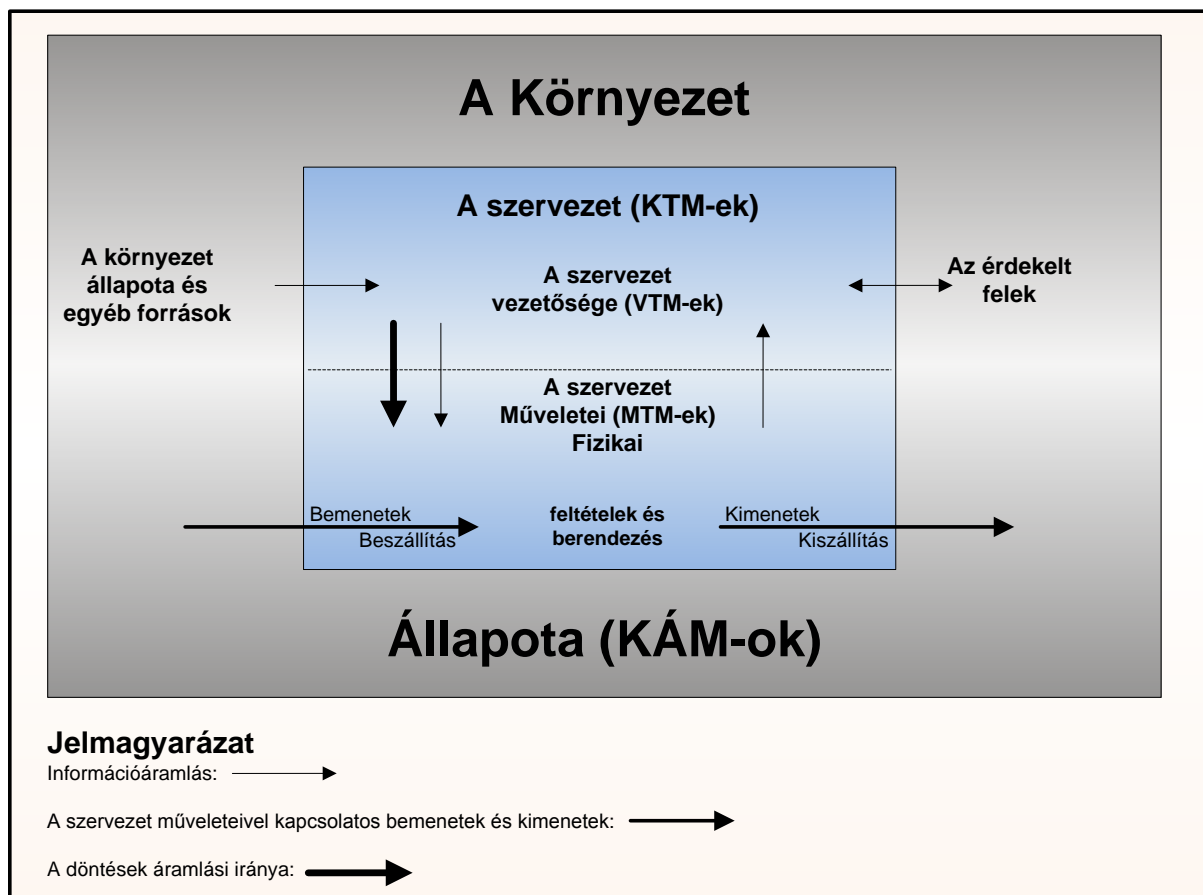 A Környezet
A szervezet (KTM-ek)
A környezet
állapota és
egyéb források
A szervezet
vezetősége (VTM-ek)
Az érdekelt
felek
A szervezet
Műveletei (MTM-ek)
Fizikai
Bemenetek
Beszállítás
feltételek és
berendezés
Kimenetek
Kiszállítás
Állapota (KÁM-ok)
Jelmagyarázat
Információáramlás:
A szervezet műveleteivel kapcsolatos bemenetek és kimenetek:
A döntések áramlási iránya: